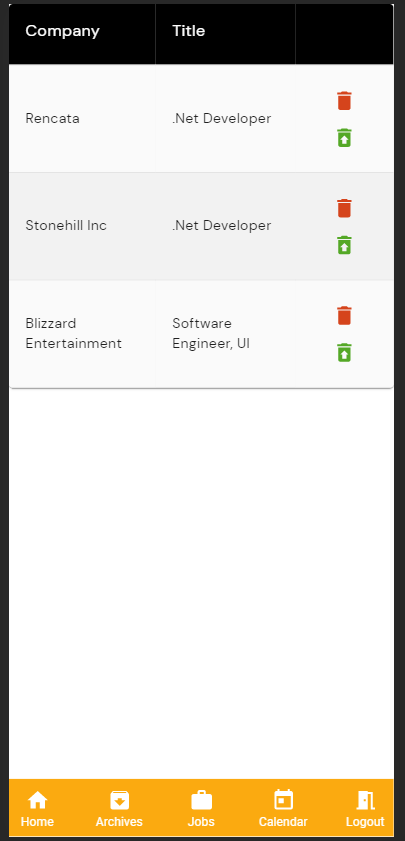 Company Title
Rencata .Net Developer
Stonehill Inc .Net Developer
Blizzard Software
Entertainment Engineer, UI
Home Archives Jobs Calendar Logout